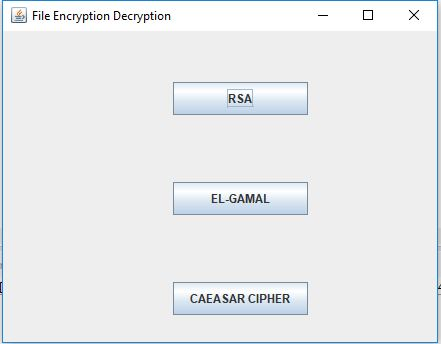 File Encryption Decryption
RSA
EL-GAMAL
CAEASAR CIPHER